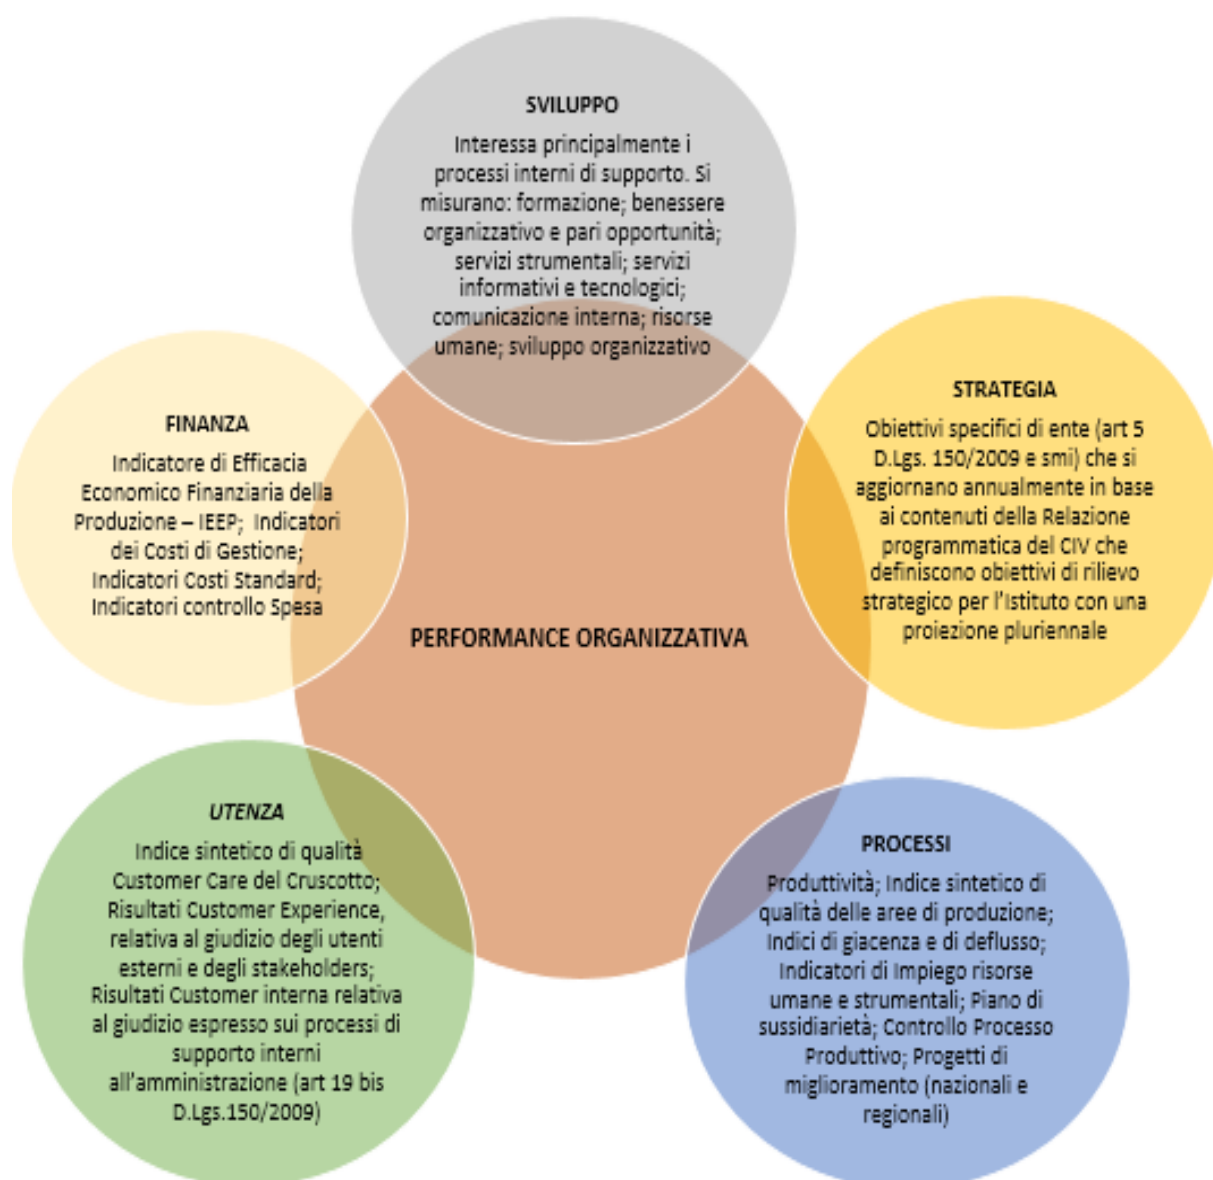 SVILUPPO
Interessa principalmente i
processi interni di supporto. Si
misurano: formazione; benessere
organizzativo e pari opportunità;
servizi strumentali; servizi
informativi e tecnologici;
comunicazione interna; risorse
umane; sviluppo organizzativo
STRATEGIA
Obiettivi specifici di ente (art 5
D.Lgs. 150/2009 e smi) che si
aggiornano annualmente in base
ai contenuti della Relazione
programmatica del CIV che
definiscono obiettivi di rilievo
strategico per l'Istituto con una
proiezione pluriennale
FINANZA
Indicatore di Efficacia
Economico Finanziaria della
Produzione – IEEP; Indicatori
dei Costi di Gestione;
Indicatori Costi Standard;
Indicatori controllo Spesa
PERFORMANCE ORGANIZZATIVA
UTENZA
Indice sintetico di qualità
Customer Care del Cruscotto;
Risultati Customer Experience,
relativa al giudizio degli utenti
esterni e degli stakeholders;
Risultati Customer interna relativa
al giudizio espresso sui processi di
supporto interni
all'amministrazione (art 19 bis
D.Lgs.150/2009)
PROCESSI
Produttività; Indice sintetico di
qualità delle aree di produzione;
Indici di giacenza e di deflusso;
Indicatori di Impiego risorse
umane e strumentali; Piano di
sussidiarietà; Controllo Processo
Produttivo; Progetti di
miglioramento (nazionali e
regionali)